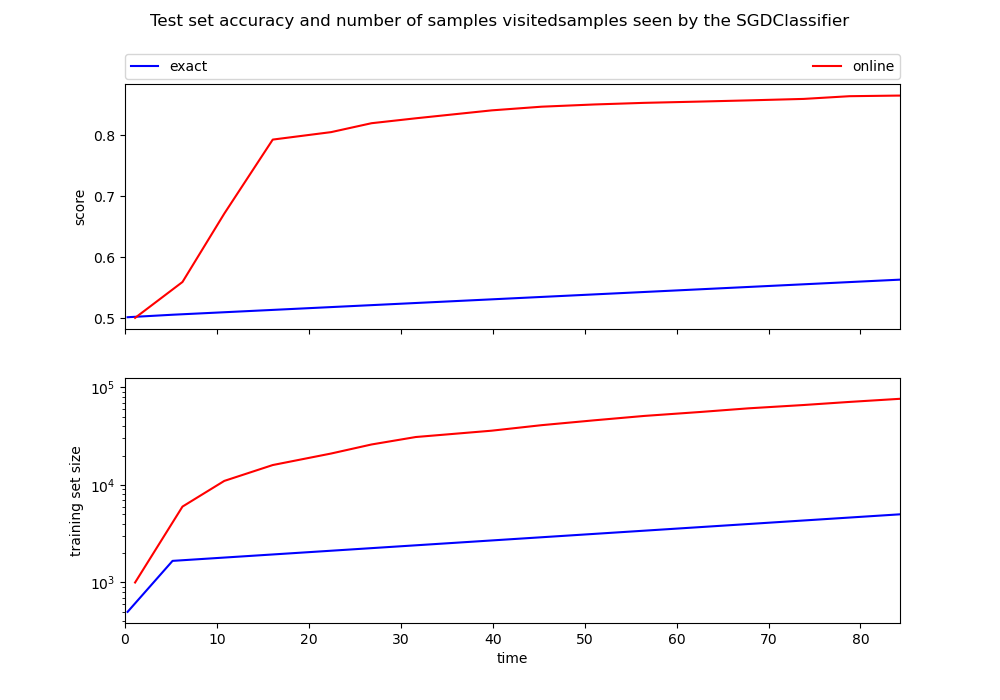 Test set accuracy and number of samples visitedsamples seen by the SGDClassifier
exact
online
score
0.8
0.7
0.6
0.5
training set size
10^5
10^4
10^3
0 10 20 30 40 50 60 70 80
time